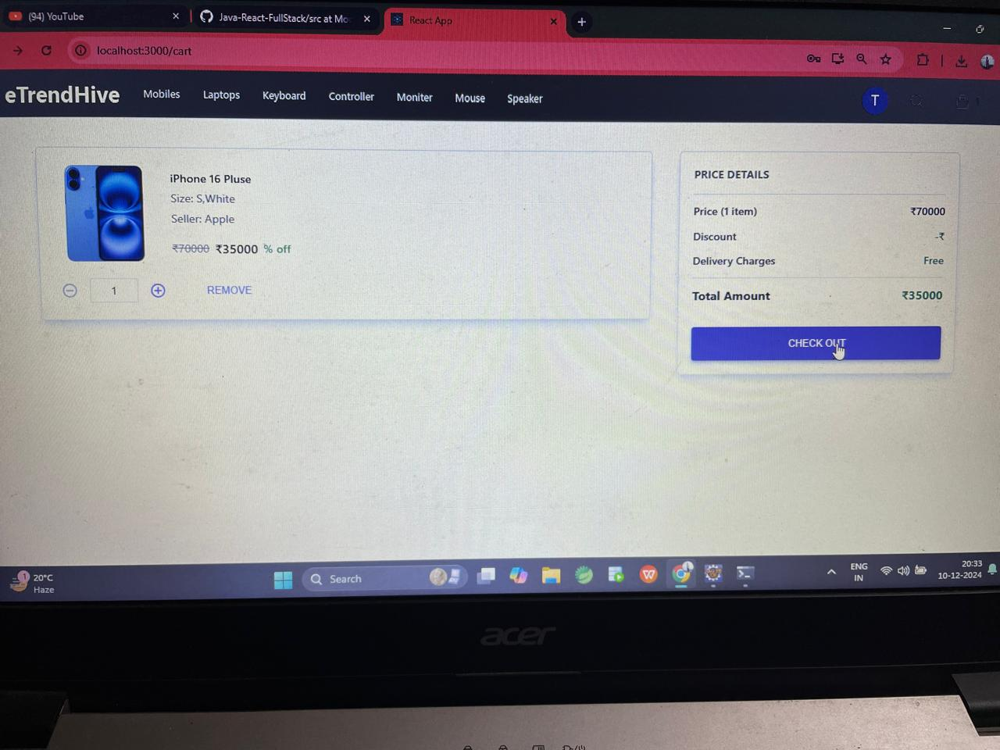 (94) YouTube
Java-React-FullStack/src at Mo
React App
localhost:3000/cart
eTrendHive
Mobiles
Laptops
Keyboard
Controller
Moniter
Mouse
Speaker
T
1
iPhone 16 Pluse
Size: S,White
Seller: Apple
₹70000 ₹35000 % off
1
REMOVE
PRICE DETAILS
Price (1 item) ₹70000
Discount -₹
Delivery Charges Free
Total Amount ₹35000
CHECK OUT
1
20°C
Haze
Search
W
ENG
IN
20:33
10-12-2024
acer